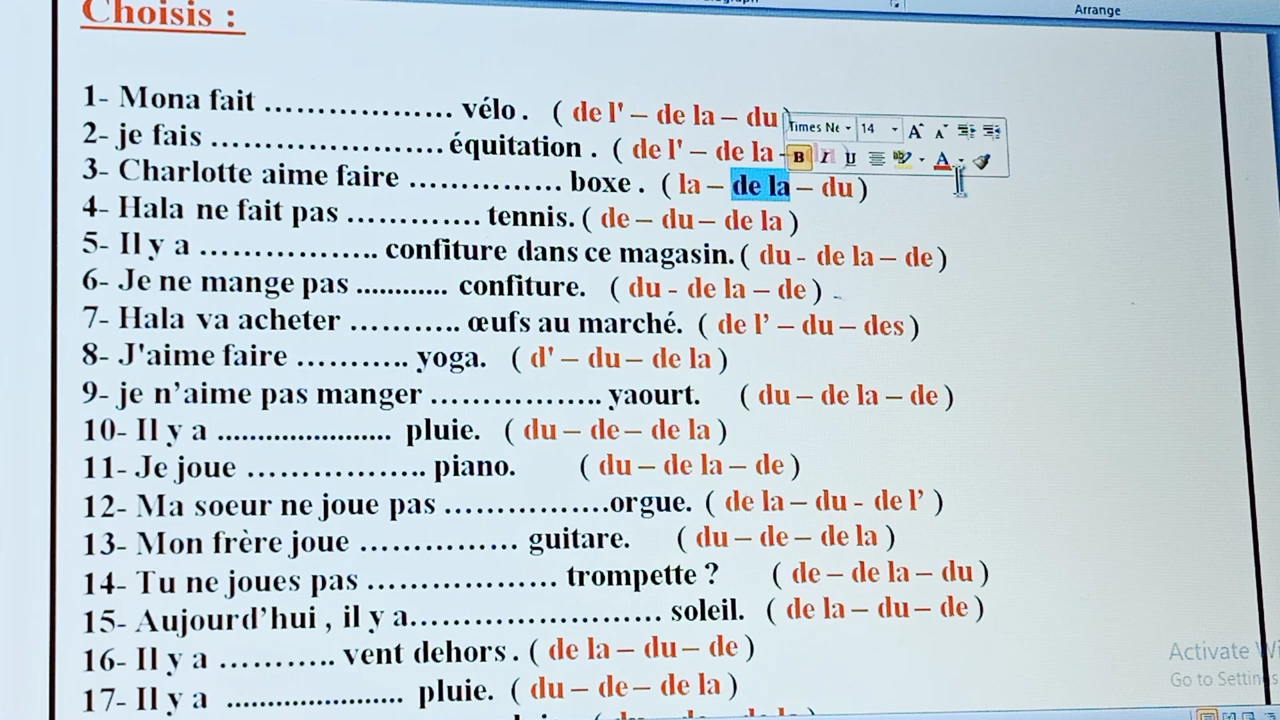 Arrange
Choisis :
1- Mona fait .................. vélo. ( de l' – de la – du )
Times Ne 14 A A
2- je fais ...................... équitation . ( de l' – de la -
B I U ab A
3- Charlotte aime faire .............. boxe . ( la – de la – du )
4- Hala ne fait pas ............. tennis. ( de – du – de la )
5- Il y a ................. confiture dans ce magasin. ( du - de la – de )
6- Je ne mange pas ............ confiture. ( du - de la – de )
7- Hala va acheter ........... œufs au marché. ( de l’ – du – des )
8- J'aime faire ........... yoga. ( d' – du – de la )
9- je n’aime pas manger ................. yaourt. ( du – de la – de )
10- Il y a ...................... pluie. ( du – de – de la )
11- Je joue ................. piano. ( du – de la – de )
12- Ma soeur ne joue pas ................orgue. ( de la – du - de l’ )
13- Mon frère joue ............... guitare. ( du – de – de la )
14- Tu ne joues pas .................. trompette ? ( de – de la – du )
15- Aujourd’hui , il y a........................ soleil. ( de la – du – de )
16- Il y a ........... vent dehors . ( de la – du – de )
17- Il y a ...................... pluie. ( du – de – de la )
Activate Wi
Go to Settings